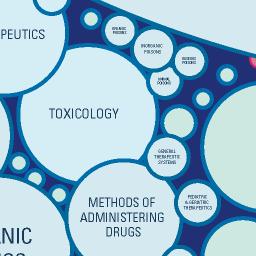 PEUTICS
ORGANIC
POISONS
INORGANIC
POISONS
GASEOUS
POISONS
ANIMAL
POISONS
TOXICOLOGY
GENERAL
THERAPEUTIC
SYSTEMS
PEDIATRIC
& GERIATRIC
THERAPEUTICS
METHODS OF
ADMINISTERING
DRUGS
NIC